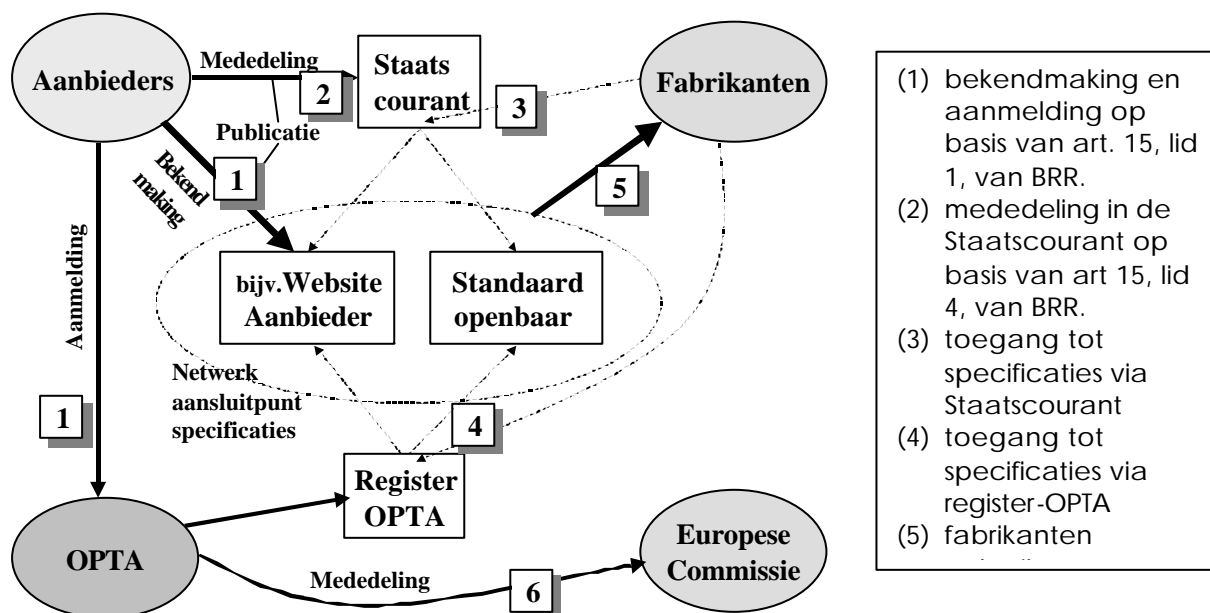 Aanbieders
Mededeling
2
Staats
courant
3
Fabrikanten
Publicatie
1
Bekend
making
5
Aanmelding
bijv.Website
Aanbieder
Standaard
openbaar
Netwerk
aansluitpunt
specificaties
1
4
Register
OPTA
OPTA
Mededeling
6
Europese
Commissie
(1) bekendmaking en
aanmelding op
basis van art. 15, lid
1, van BRR.
(2) mededeling in de
Staatscourant op
basis van art 15, lid
4, van BRR.
(3) toegang tot
specificaties via
Staatscourant
(4) toegang tot
specificaties via
register-OPTA
(5) fabrikanten